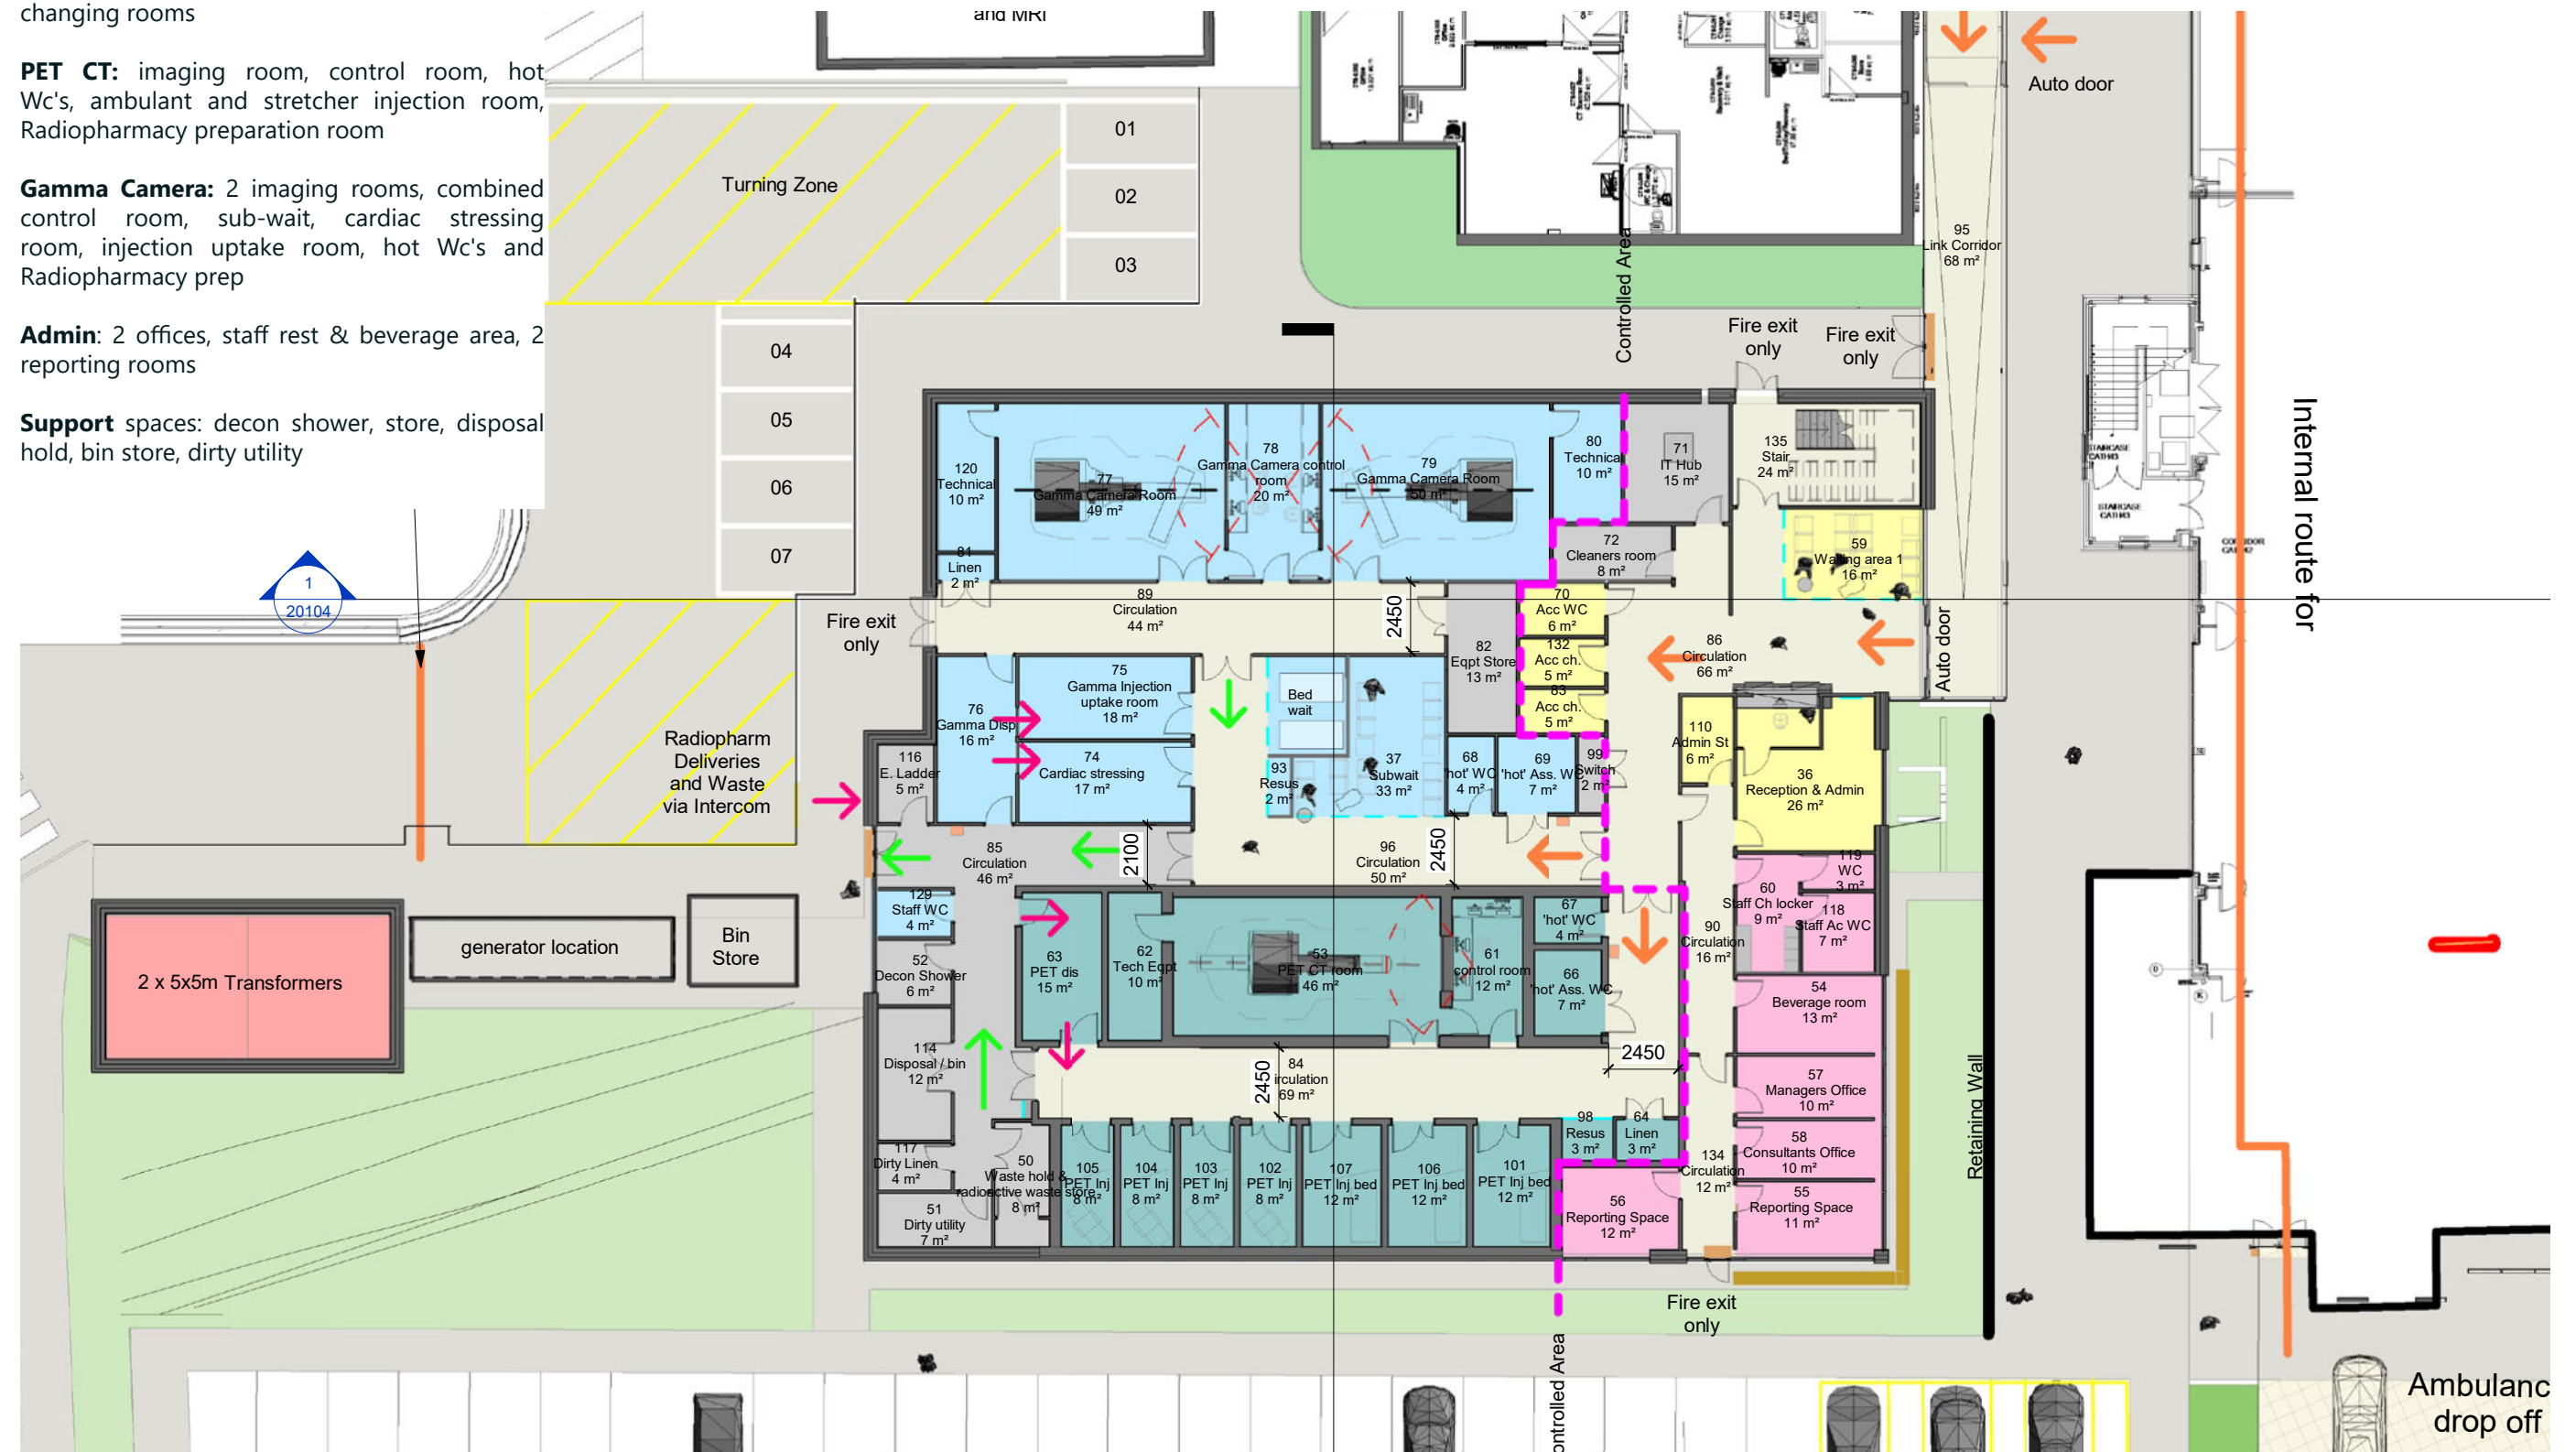 changing rooms
PET CT: imaging room, control room, hot
Wc's, ambulant and stretcher injection room,
Radiopharmacy preparation room
Gamma Camera: 2 imaging rooms, combined
control room, sub-wait, cardiac stressing
room, injection uptake room, hot Wc's and
Radiopharmacy prep
Admin: 2 offices, staff rest & beverage area, 2
reporting rooms
Support spaces: decon shower, store, disposal
hold, bin store, dirty utility
and MRI
Turning Zone
01
02
03
04
05
06
07
Auto door
95
Link Corridor
68 m²
Controlled Area
Fire exit
only
Fire exit
only
Internal route for
STAIRCASE
STAIRCASE
1
20104
120
Technical
10 m²
77
Gamma Camera Room
49 m²
78
Gamma Camera control
room
20 m²
79
Gamma Camera Room
50 m²
80
Technical
10 m²
71
IT Hub
15 m²
135
Stair
24 m²
72
Cleaners room
8 m²
59
Waiting area 1
16 m²
81
Linen
2 m²
89
Circulation
44 m²
2450
Fire exit
only
82
Eqpt Store
13 m²
70
Acc WC
6 m²
132
Acc ch.
5 m²
83
Acc ch.
5 m²
86
Circulation
66 m²
Auto door
75
Gamma Injection
uptake room
18 m²
76
Gamma Disp
16 m²
74
Cardiac stressing
17 m²
Bed
wait
93
Resus
2 m²
37
Subwait
33 m²
68
'hot' WC
4 m²
69
'hot' Ass. WC
7 m²
99
Switch
2 m²
110
Admin St
6 m²
36
Reception & Admin
26 m²
Radiopharm
Deliveries
and Waste
via Intercom
116
E. Ladder
5 m²
85
Circulation
46 m²
2100
96
Circulation
50 m²
2450
119
WC
3 m²
60
Staff Ch locker
9 m²
118
Staff Ac WC
7 m²
129
Staff WC
4 m²
52
Decon Shower
6 m²
63
PET dis
15 m²
62
Tech Eqpt
10 m²
53
PET CT room
46 m²
61
control room
12 m²
67
'hot' WC
4 m²
66
'hot' Ass. WC
7 m²
90
Circulation
16 m²
54
Beverage room
13 m²
2 x 5x5m Transformers
generator location
Bin
Store
114
Disposal / bin
12 m²
2450
84
irculation
69 m²
2450
57
Managers Office
10 m²
58
Consultants Office
10 m²
98
Resus
3 m²
64
Linen
3 m²
134
Circulation
12 m²
55
Reporting Space
11 m²
56
Reporting Space
12 m²
117
Dirty Linen
4 m²
51
Dirty utility
7 m²
50
Waste hold &
radioactive waste store
8 m²
105
PET Inj
8 m²
104
PET Inj
8 m²
103
PET Inj
8 m²
102
PET Inj
8 m²
107
PET Inj bed
12 m²
106
PET Inj bed
12 m²
101
PET Inj bed
12 m²
Retaining Wall
Fire exit
only
ontrolled Area
D
K
Ambulanc
drop off